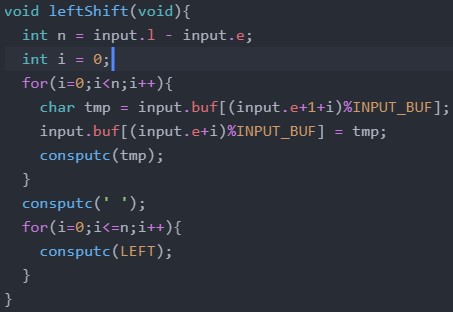 void leftShift(void){
  int n = input.l - input.e;
  int i = 0;
  for(i=0;i<n;i++){
    char tmp = input.buf[(input.e+1+i)%INPUT_BUF];
    input.buf[(input.e+i)%INPUT_BUF] = tmp;
    consputc(tmp);
  }
  consputc(' ');
  for(i=0;i<=n;i++){
    consputc(LEFT);
  }
}